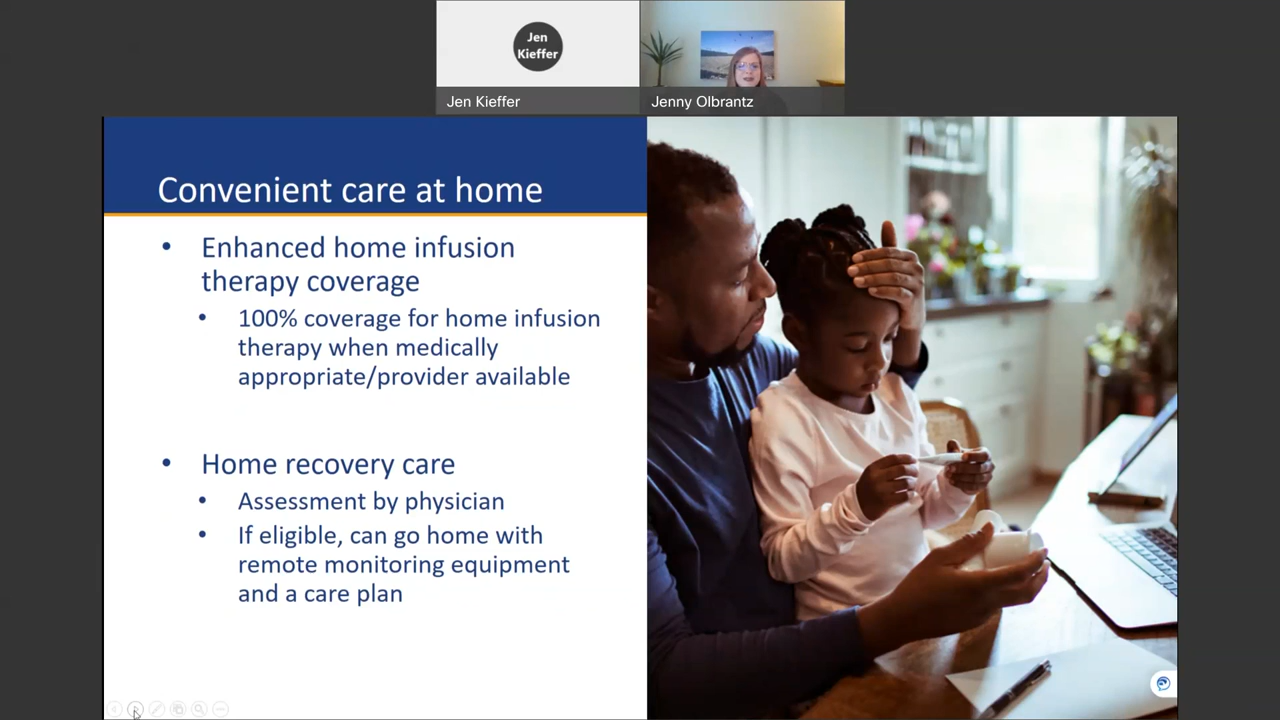 Jen
Kieffer
Jen Kieffer
Jenny Olbrantz
Convenient care at home
• Enhanced home infusion
therapy coverage
• 100% coverage for home infusion
therapy when medically
appropriate/provider available
• Home recovery care
• Assessment by physician
• If eligible, can go home with
remote monitoring equipment
and a care plan